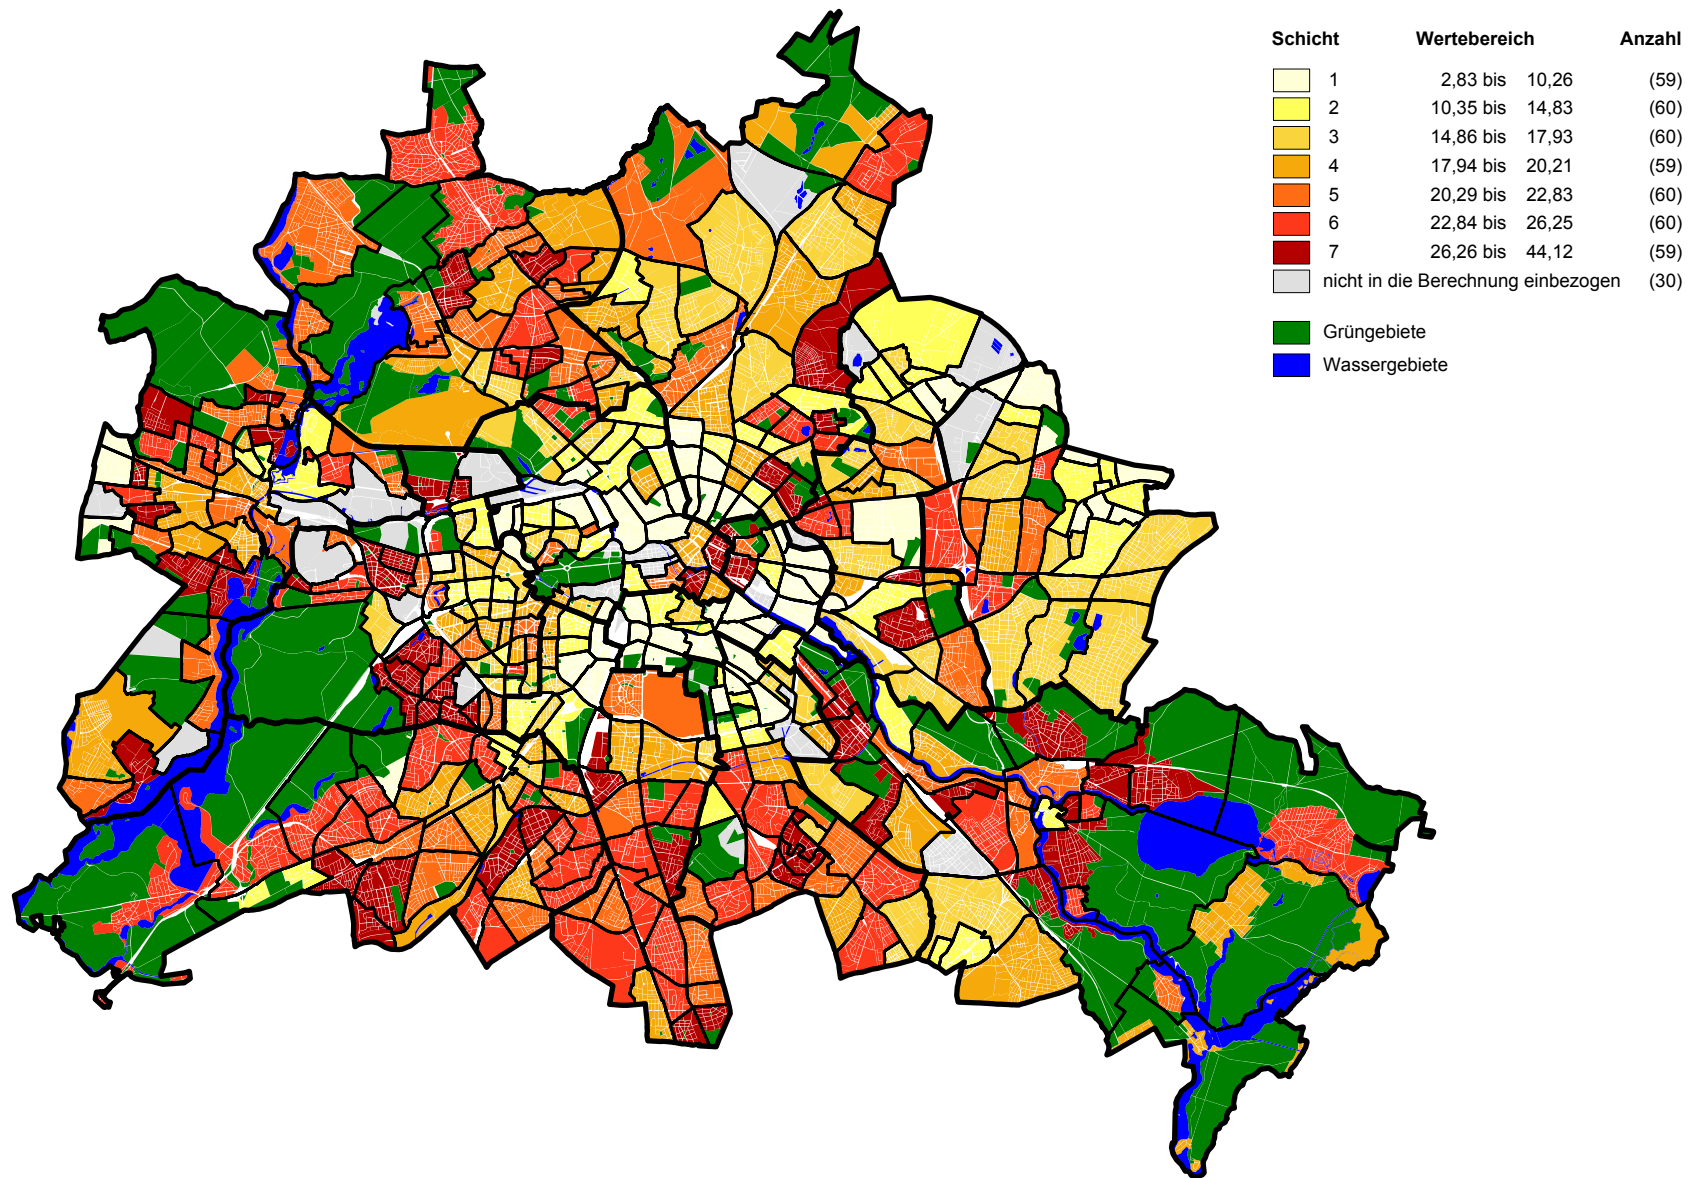 Schicht Wertebereich Anzahl
1 2,83 bis 10,26 (59)
2 10,35 bis 14,83 (60)
3 14,86 bis 17,93 (60)
4 17,94 bis 20,21 (59)
5 20,29 bis 22,83 (60)
6 22,84 bis 26,25 (60)
7 26,26 bis 44,12 (59)
nicht in die Berechnung einbezogen (30)
Grüngebiete
Wassergebiete